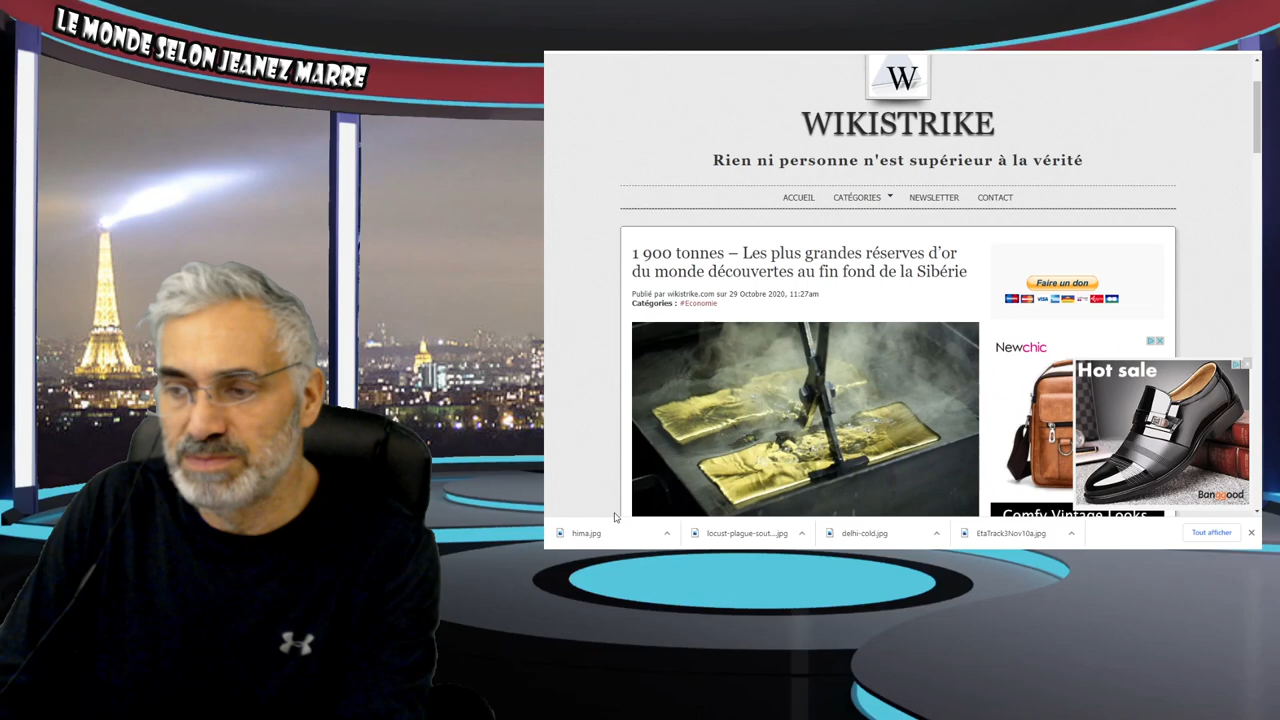 LE MONDE SELON JEANEZ MARRE
W
WIKISTRIKE
Rien ni personne n'est supérieur à la vérité
ACCUEIL CATÉGORIES NEWSLETTER CONTACT
1 900 tonnes – Les plus grandes réserves d'or
du monde découvertes au fin fond de la Sibérie
Publié par wikistrike.com sur 29 Octobre 2020, 11:27am
Catégories : #Economie
Faire un don
VISA
Newchic
Hot sale
Banggood
Comfy Vintage Looks
hima.jpg
locust-plague-sout....jpg
delhi-cold.jpg
EtaTrack3Nov10a.jpg
Tout afficher